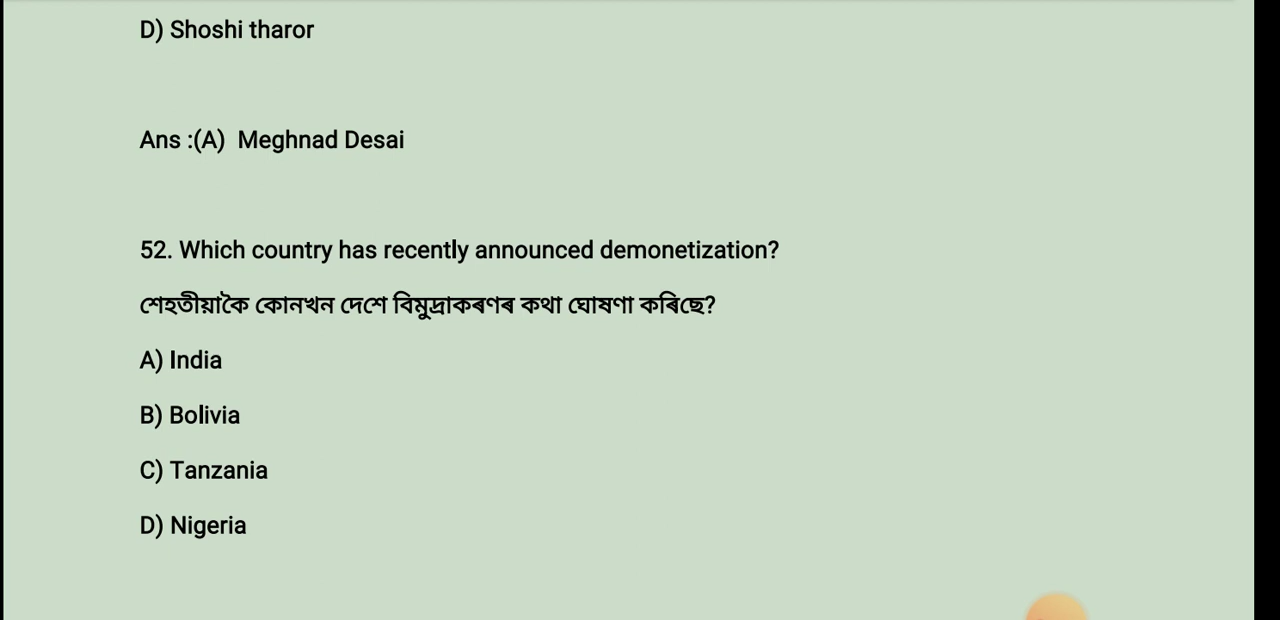 D) Shoshi tharor
Ans :(A) Meghnad Desai
52. Which country has recently announced demonetization?
শেহতীয়াকৈ কোনখন দেশে বিমুদ্ৰাকৰণৰ কথা ঘোষণা কৰিছে?
A) India
B) Bolivia
C) Tanzania
D) Nigeria